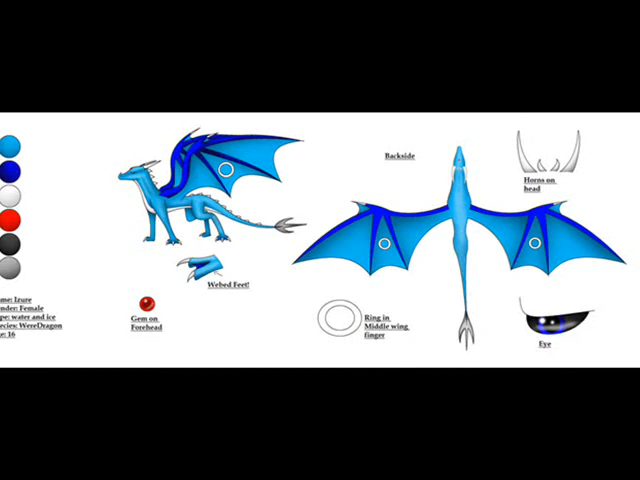 Backside
Horns on
head
Webed Feet!
ame: Izure
ender: Female
pe: water and ice
pecies: WereDragon
e: 16
Gem on
Forehead
Ring in
Middle wing
finger
Eye